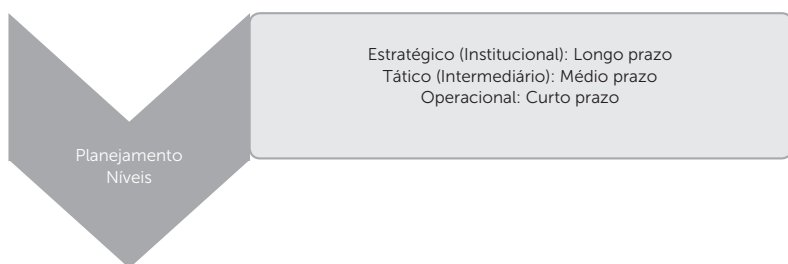 Estratégico (Institucional): Longo prazo
Tático (Intermediário): Médio prazo
Operacional: Curto prazo
Planejamento
Níveis